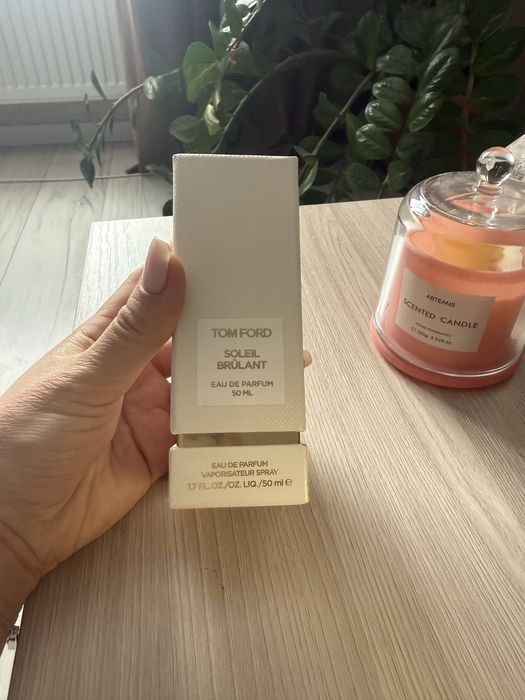 TOM FORD
SOLEIL
BRÛLANT
EAU DE PARFUM
50 ML
EAU DE PARFUM
VAPORISATEUR SPRAY
1.7 FL.OZ./OZ. LIQ./50 ml e
ARTEMIS
SCENTED CANDLE